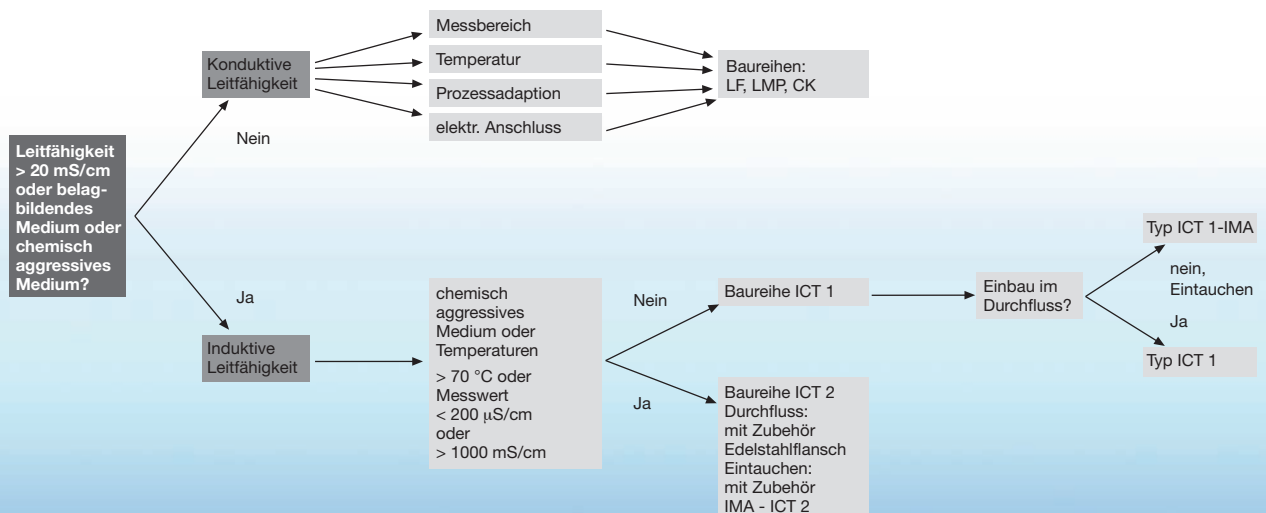 Leitfähigkeit
> 20 mS/cm
oder belag-
bildendes
Medium oder
chemisch
aggressives
Medium?
Nein
Konduktive
Leitfähigkeit
Messbereich
Temperatur
Prozessadaption
elektr. Anschluss
Baureihen:
LF, LMP, CK
Ja
Induktive
Leitfähigkeit
chemisch
aggressives
Medium oder
Temperaturen
> 70 °C oder
Messwert
< 200 µS/cm
oder
> 1000 mS/cm
Nein
Baureihe ICT 1
Einbau im
Durchfluss?
Typ ICT 1-IMA
nein,
Eintauchen
Ja
Typ ICT 1
Ja
Baureihe ICT 2
Durchfluss:
mit Zubehör
Edelstahlflansch
Eintauchen:
mit Zubehör
IMA - ICT 2